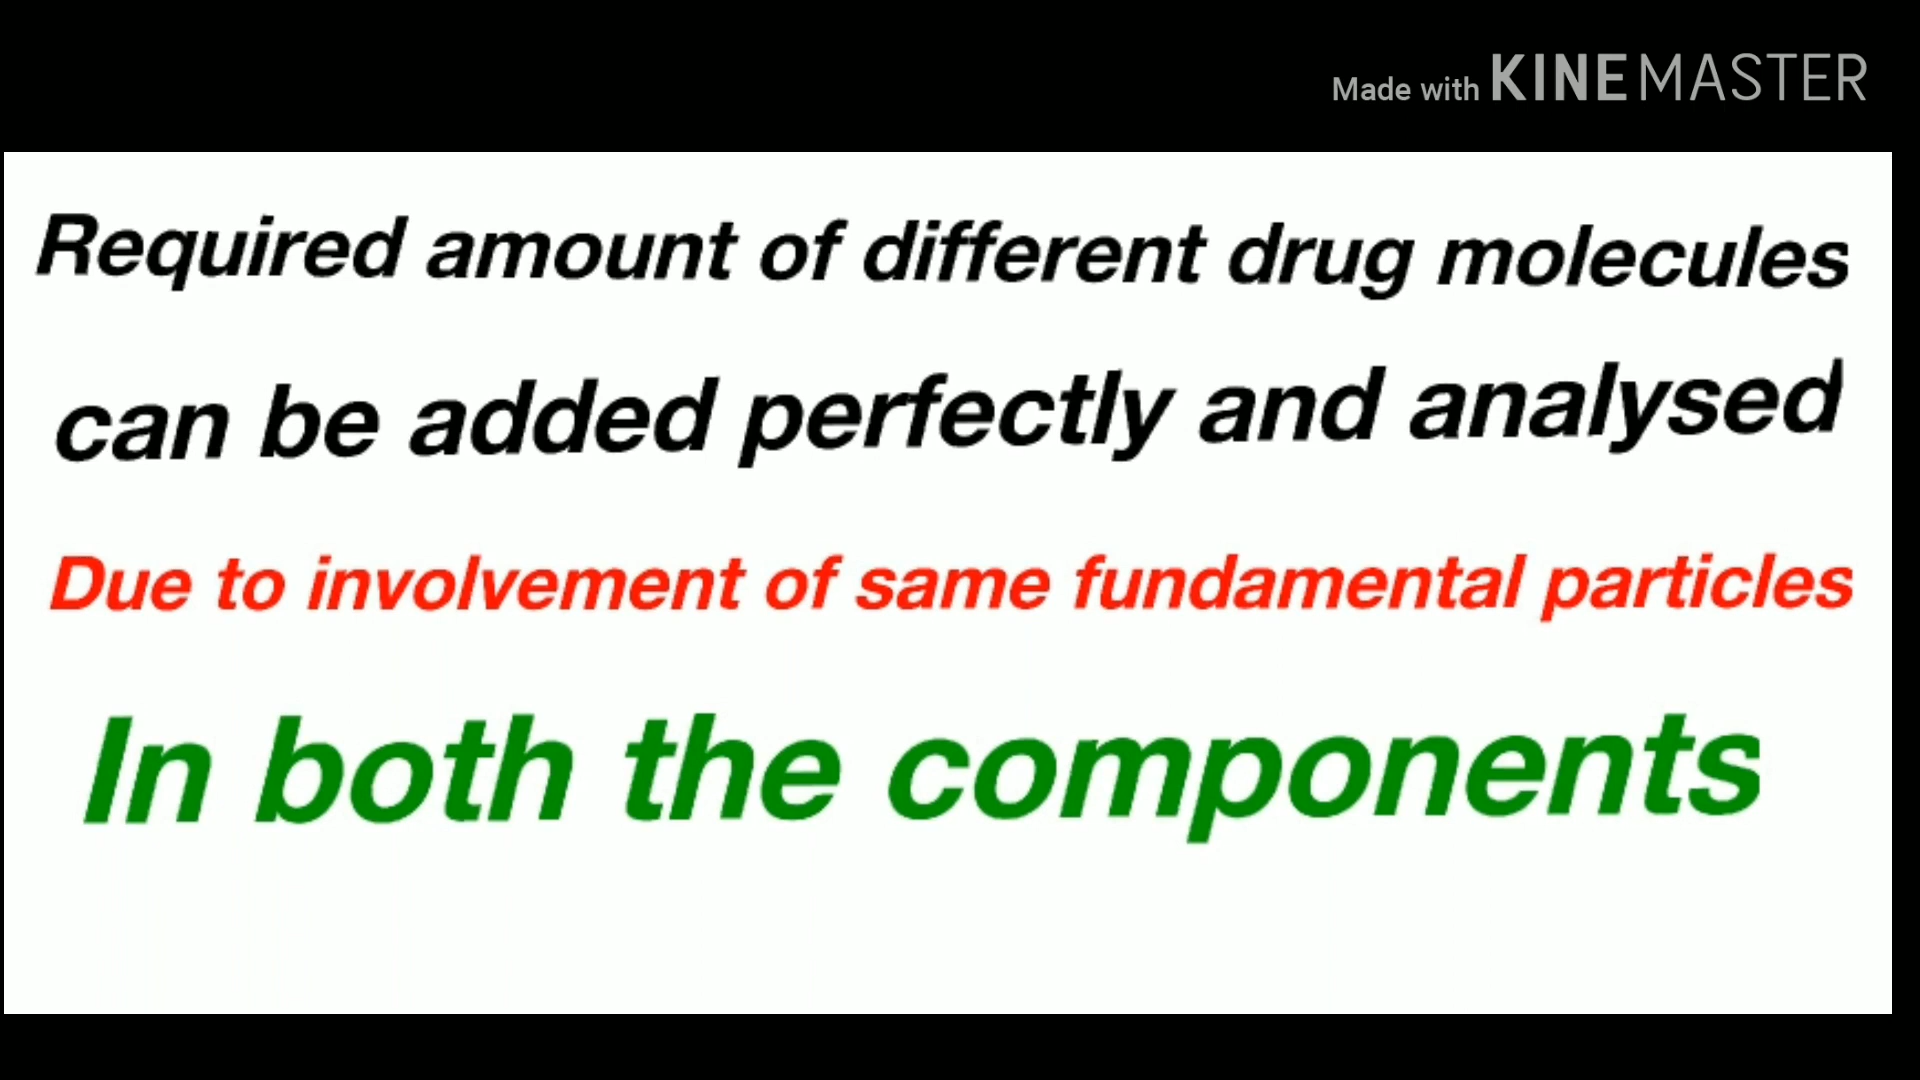 Made with KINEMASTER
Required amount of different drug molecules
can be added perfectly and analysed
Due to involvement of same fundamental particles
In both the components